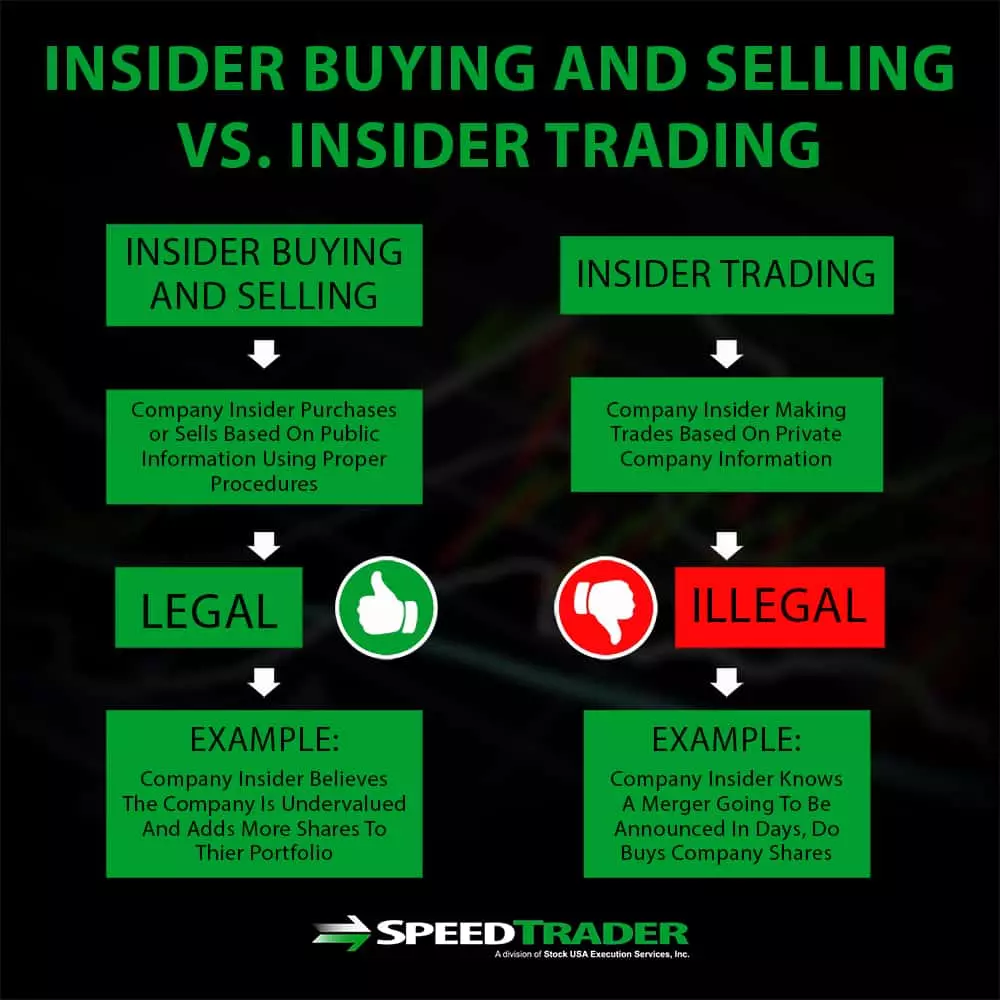 INSIDER BUYING AND SELLING
VS. INSIDER TRADING
INSIDER BUYING
AND SELLING
Company Insider Purchases
or Sells Based On Public
Information Using Proper
Procedures
LEGAL
EXAMPLE:
Company Insider Believes
The Company Is Undervalued
And Adds More Shares To
Thier Portfolio
INSIDER TRADING
Company Insider Making
Trades Based On Private
Company Information
ILLEGAL
EXAMPLE:
Company Insider Knows
A Merger Going To Be
Announced In Days, Do
Buys Company Shares
SPEEDTRADER
A division of Stock USA Execution Services, Inc.